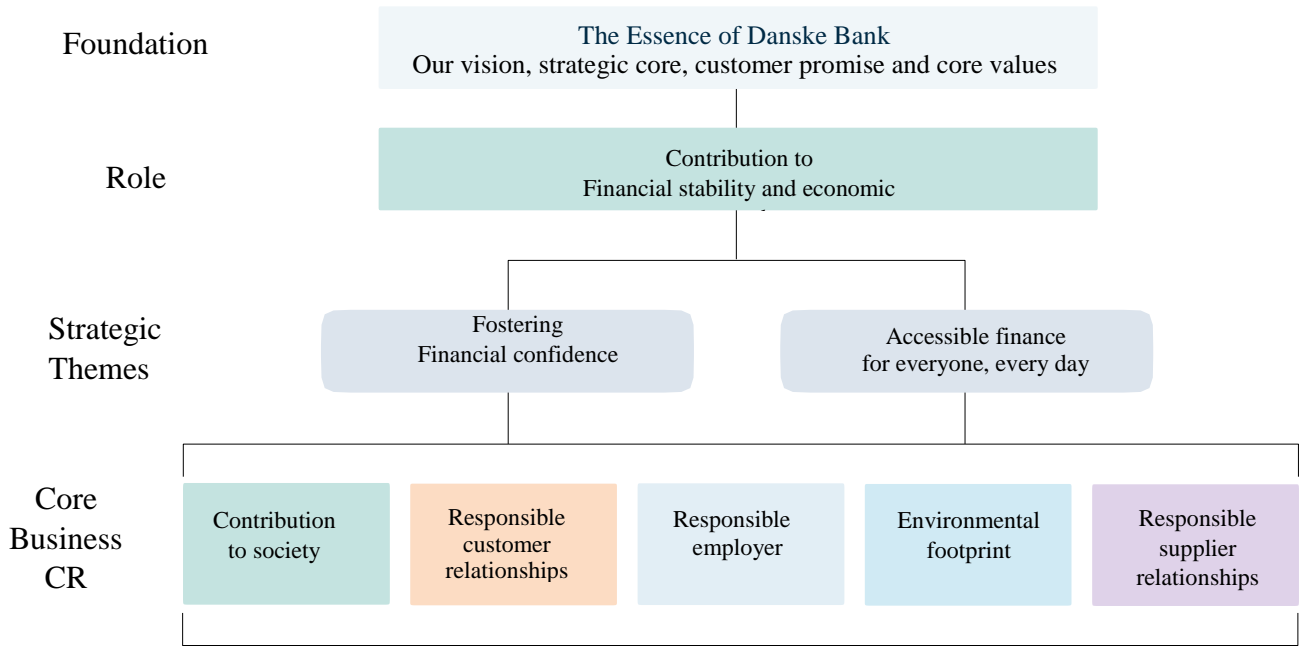 Foundation
The Essence of Danske Bank
Our vision, strategic core, customer promise and core values
Role
Contribution to
Financial stability and economic
Strategic
Themes
Fostering
Financial confidence
Accessible finance
for everyone, every day
Core
Business
CR
Contribution
to society
Responsible
customer
relationships
Responsible
employer
Environmental
footprint
Responsible
supplier
relationships